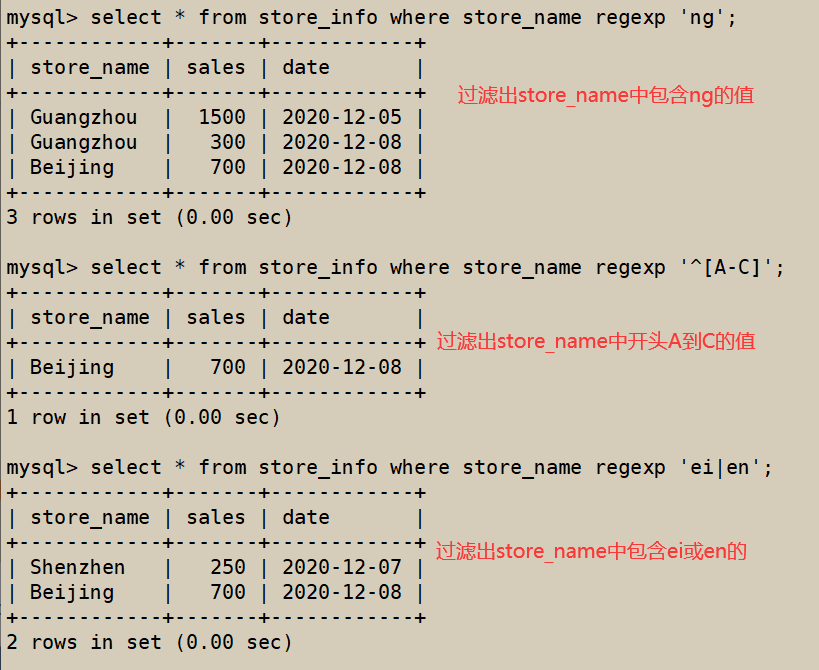 mysql> select * from store_info where store_name regexp 'ng';
+------------+-------+------------+
| store_name | sales | date       |
+------------+-------+------------+
过滤出store_name中包含ng的值
| Guangzhou  |  1500 | 2020-12-05 |
| Guangzhou  |   300 | 2020-12-08 |
| Beijing    |   700 | 2020-12-08 |
+------------+-------+------------+
3 rows in set (0.00 sec)
mysql> select * from store_info where store_name regexp '^[A-C]';
+------------+-------+------------+
| store_name | sales | date       |
+------------+-------+------------+
过滤出store_name中开头A到C的值
| Beijing    |   700 | 2020-12-08 |
+------------+-------+------------+
1 row in set (0.00 sec)
mysql> select * from store_info where store_name regexp 'ei|en';
+------------+-------+------------+
| store_name | sales | date       |
+------------+-------+------------+
过滤出store_name中包含ei或en的
| Shenzhen   |   250 | 2020-12-07 |
| Beijing    |   700 | 2020-12-08 |
+------------+-------+------------+
2 rows in set (0.00 sec)